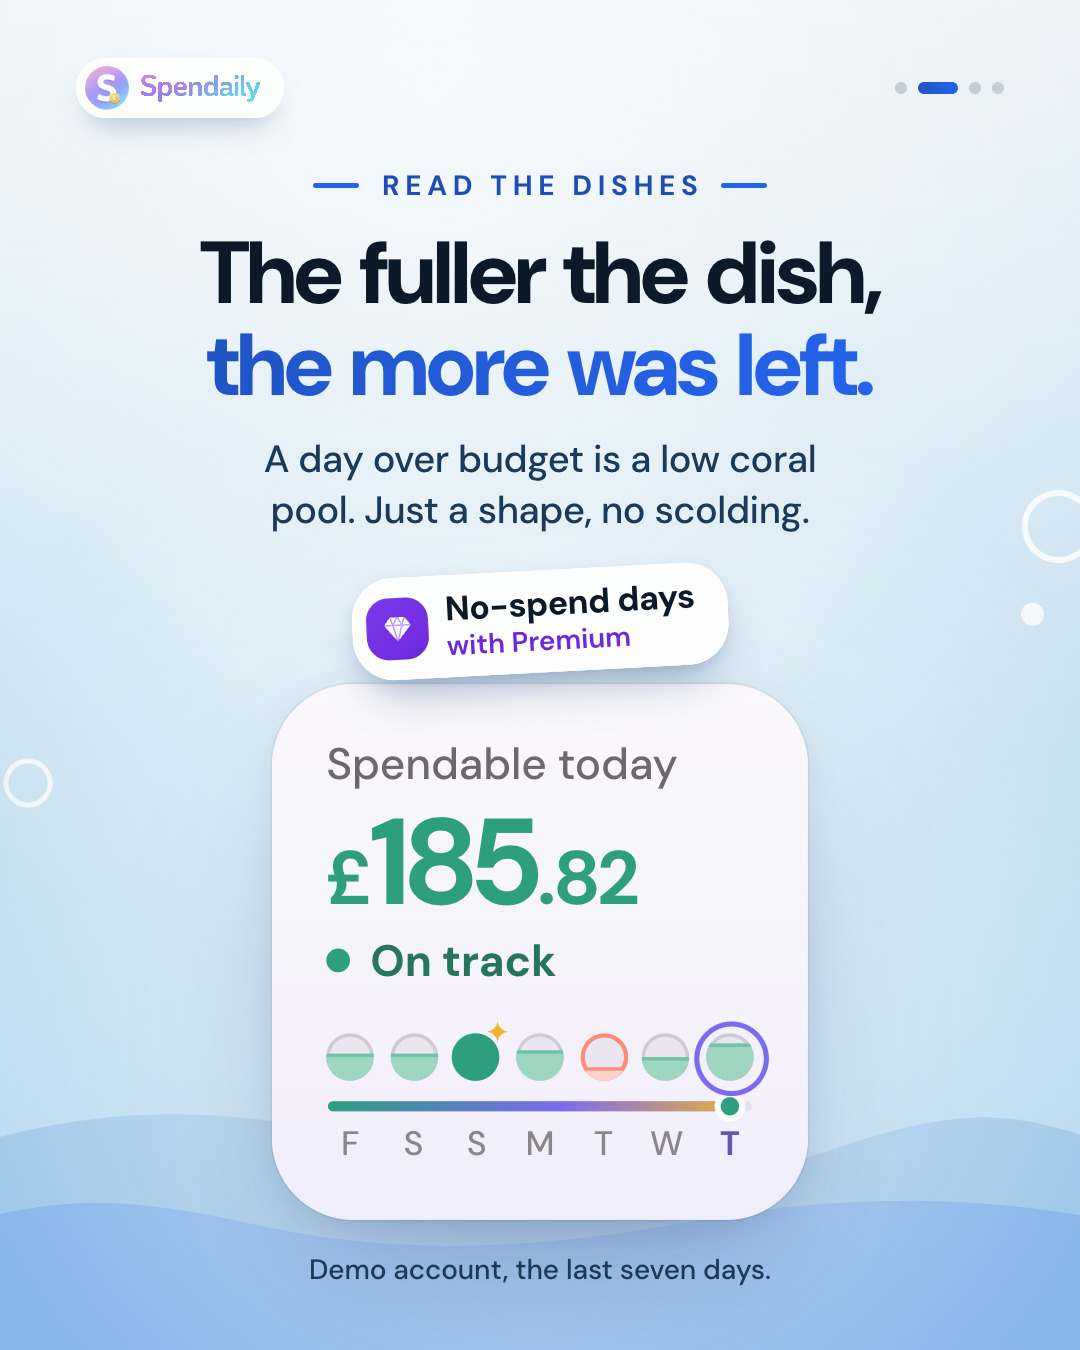 Spendaily
READ THE DISHES
The fuller the dish,
the more was left.
A day over budget is a low coral
pool. Just a shape, no scolding.
No-spend days
with Premium
Spendable today
£185.82
On track
F S S M T W T
Demo account, the last seven days.